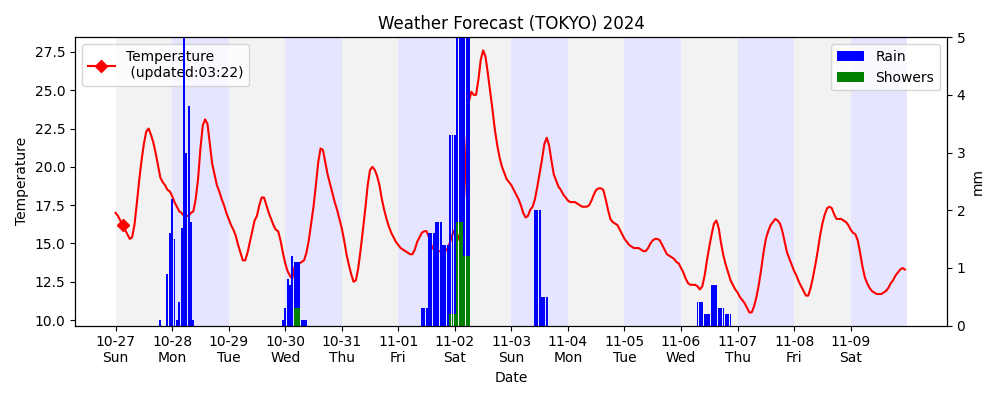 Weather Forecast (TOKYO) 2024
Temperature
(updated:03:22)
Rain
Showers
Temperature
27.5
25.0
22.5
20.0
17.5
15.0
12.5
10.0
5
4
3
2
1
0
mm
10-27 10-28 10-29 10-30 10-31 11-01 11-02 11-03 11-04 11-05 11-06 11-07 11-08 11-09
Sun Mon Tue Wed Thu Fri Sat Sun Mon Tue Wed Thu Fri Sat
Date